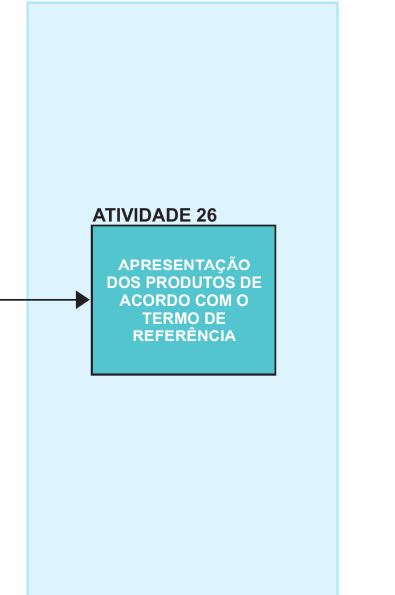 ATIVIDADE 26
APRESENTAÇÃO
DOS PRODUTOS DE
ACORDO COM O
TERMO DE
REFERÊNCIA